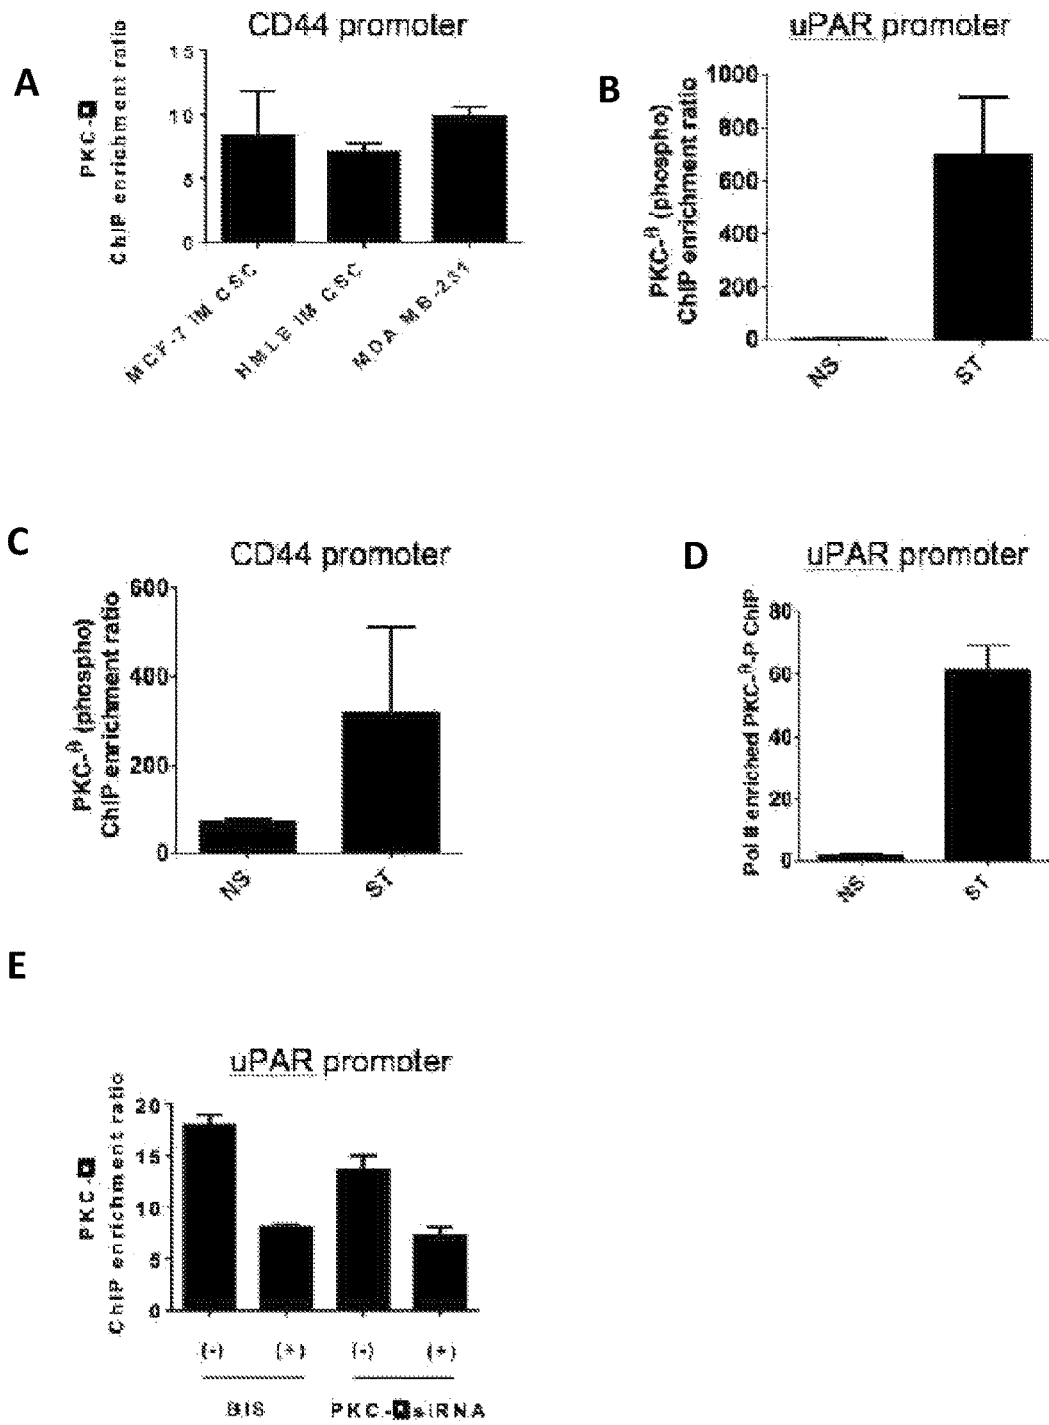 A
CD44 promoter
PKC-
ChIP enrichment ratio
15
10
5
0
MCF-7 IM CSC
HMLE IM CSC
MDA MB-231
B
uPAR promoter
PKC-θ (phospho)
ChIP enrichment ratio
1000
800
600
400
200
0
NS
ST
C
CD44 promoter
PKC-θ (phospho)
ChIP enrichment ratio
600
400
200
0
NS
ST
D
uPAR promoter
Pol II enriched PKC-θ-P ChIP
80
60
40
20
0
NS
ST
E
uPAR promoter
PKC-
ChIP enrichment ratio
20
15
10
5
0
(-)
(+)
(-)
(+)
BIS
PKC- siRNA